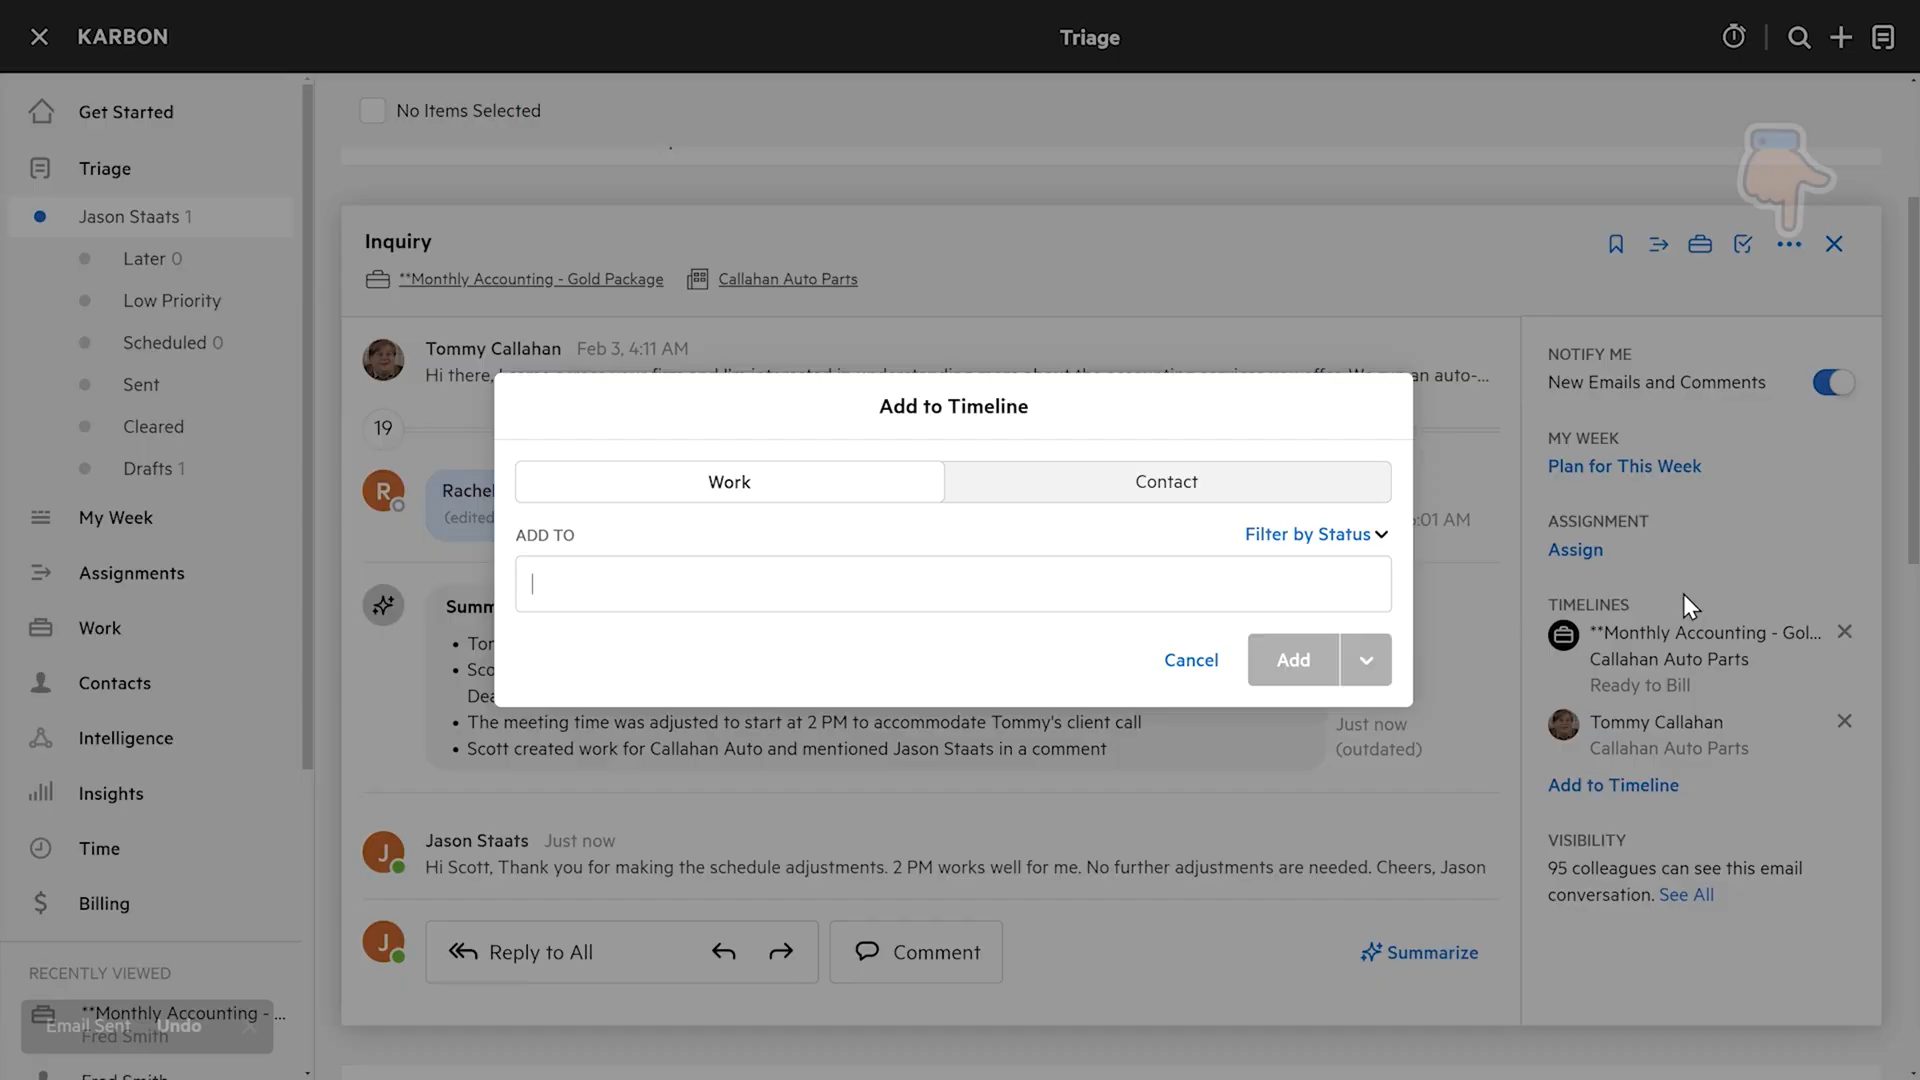 KARBON
Triage
Get Started
Triage
Jason Staats 1
Later 0
Low Priority
Scheduled 0
Sent
Cleared
Drafts 1
My Week
Assignments
Work
Contacts
Intelligence
Insights
Time
Billing
RECENTLY VIEWED
**Monthly Accounting - ...
Fred Smith
Email Sent Undo
Fred Smith
No Items Selected
Inquiry
**Monthly Accounting - Gold Package
Callahan Auto Parts
Tommy Callahan Feb 3, 4:11 AM
Hi there,
an auto-...
19
R
Rachel
(edited
:01 AM
Add to Timeline
Work
Contact
ADD TO
Filter by Status
Cancel
Add
Summ
• Tor
• Sco
Dea
• The meeting time was adjusted to start at 2 PM to accommodate Tommy's client call
• Scott created work for Callahan Auto and mentioned Jason Staats in a comment
Just now
(outdated)
J
Jason Staats Just now
Hi Scott, Thank you for making the schedule adjustments. 2 PM works well for me. No further adjustments are needed. Cheers, Jason
J
Reply to All
Comment
Summarize
NOTIFY ME
New Emails and Comments
MY WEEK
Plan for This Week
ASSIGNMENT
Assign
TIMELINES
**Monthly Accounting - Gol...
Callahan Auto Parts
Ready to Bill
Tommy Callahan
Callahan Auto Parts
Add to Timeline
VISIBILITY
95 colleagues can see this email
conversation. See All